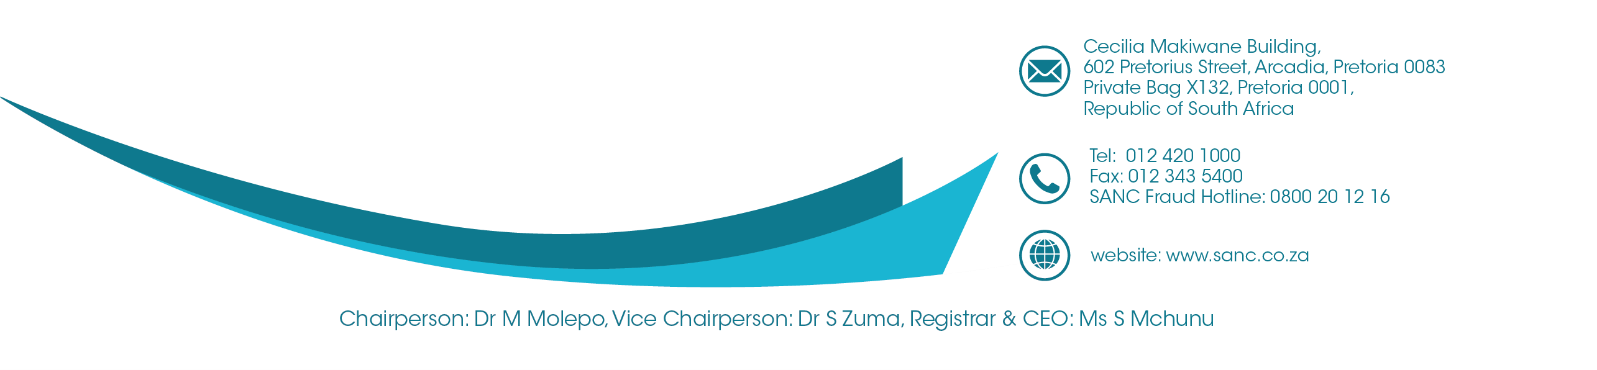 Cecilia Makiwane Building,
602 Pretorius Street, Arcadia, Pretoria 0083
Private Bag X132, Pretoria 0001,
Republic of South Africa
Tel: 012 420 1000
Fax: 012 343 5400
SANC Fraud Hotline: 0800 20 12 16
website: www.sanc.co.za
Chairperson: Dr M Molepo, Vice Chairperson: Dr S Zuma, Registrar & CEO: Ms S Mchunu